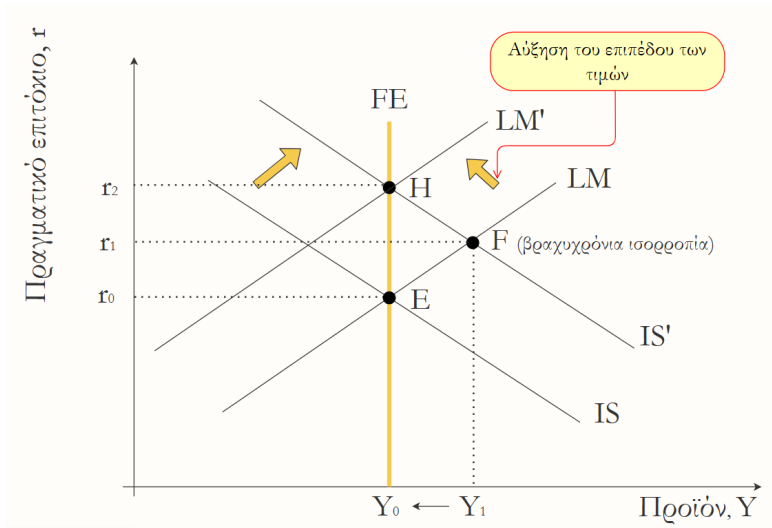 Πραγματικό επιτόκιο, r
Αύξηση του επιπέδου των
τιμών
FE
LM'
LM
r₂
H
r₁
F (βραχυχρόνια ισορροπία)
r₀
E
IS'
IS
Y₀ ← Y₁
Προϊόν, Y